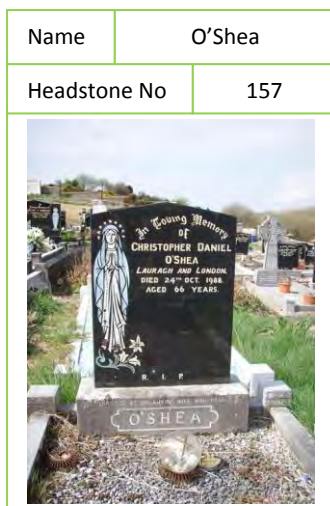 Name O'Shea
Headstone No 157
In Loving Memory
of
CHRISTOPHER DANIEL
O'SHEA
LAURAGH AND LONDON.
DIED 24TH OCT. 1988
AGED 66 YEARS.
R. I. P.
O'SHEA